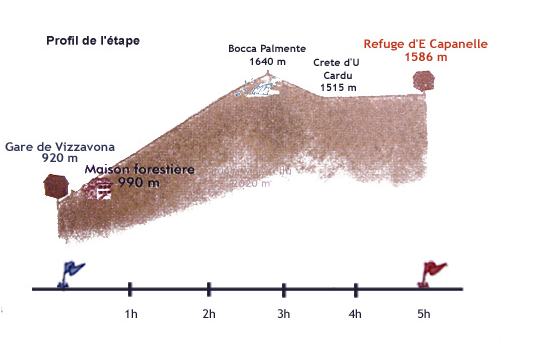 Profil de l'étape
Bocca Palmente
1640 m
Refuge d'E Capanelle
1586 m
Crete d'U
Cardu
1515 m
Gare de Vizzavona
920 m
Maison forestière
990 m
1h
2h
3h
4h
5h